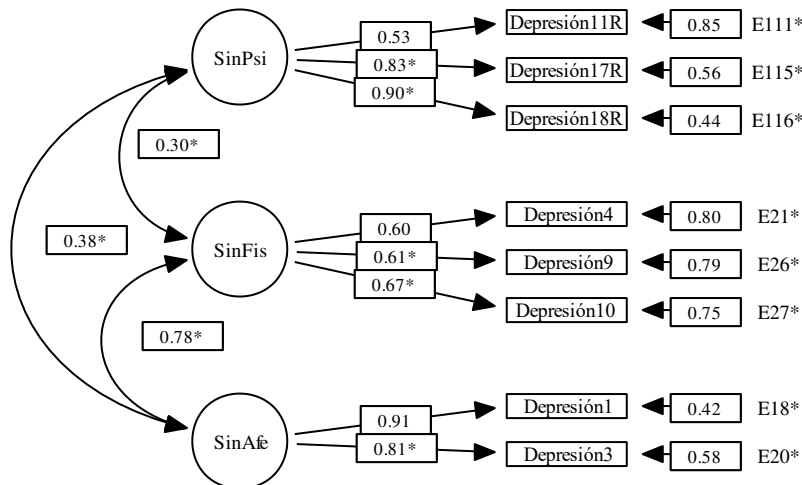 SinPsi
0.53
0.83*
0.90*
Depresión11R
0.85
E111*
Depresión17R
0.56
E115*
Depresión18R
0.44
E116*
0.30*
0.38*
SinFis
0.60
0.61*
0.67*
Depresión4
0.80
E21*
Depresión9
0.79
E26*
Depresión10
0.75
E27*
0.78*
SinAfe
0.91
0.81*
Depresión1
0.42
E18*
Depresión3
0.58
E20*